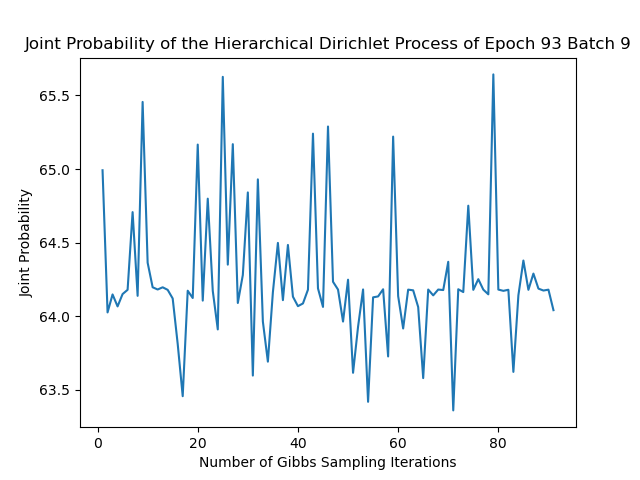 Joint Probability of the Hierarchical Dirichlet Process of Epoch 93 Batch 9
65.5
65.0
64.5
64.0
63.5
Joint Probability
0 20 40 60 80
Number of Gibbs Sampling Iterations